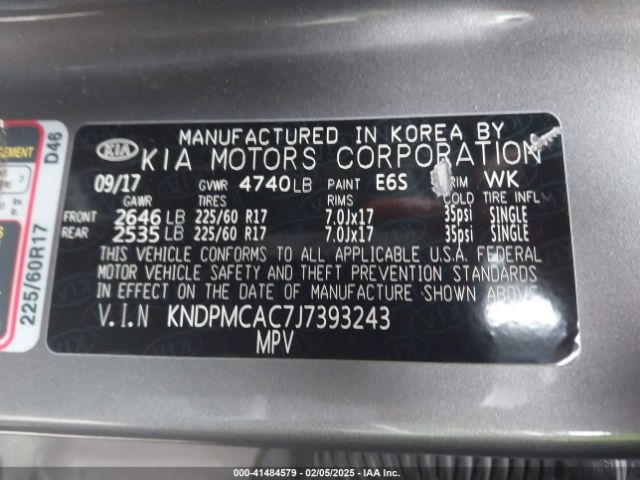 MANUFACTURED IN KOREA BY
KIA KIA MOTORS CORPORATION
09/17 GVWR 4740LB PAINT E6S TRIM WK
GAWR TIRES RIMS COLD TIRE INFL
FRONT 2646 LB 225/60 R17 7.0Jx17 35psi SINGLE
REAR 2535 LB 225/60 R17 7.0Jx17 35psi SINGLE
THIS VEHICLE CONFORMS TO ALL APPLICABLE U.S.A. FEDERAL
MOTOR VEHICLE SAFETY AND THEFT PREVENTION STANDARDS
IN EFFECT ON THE DATE OF MANUFACTURE SHOWN ABOVE.
V.I.N KNDPMCAC7J7393243
MPV
D46
225/60R17
000-41484579 - 02/05/2025 - IAA Inc.